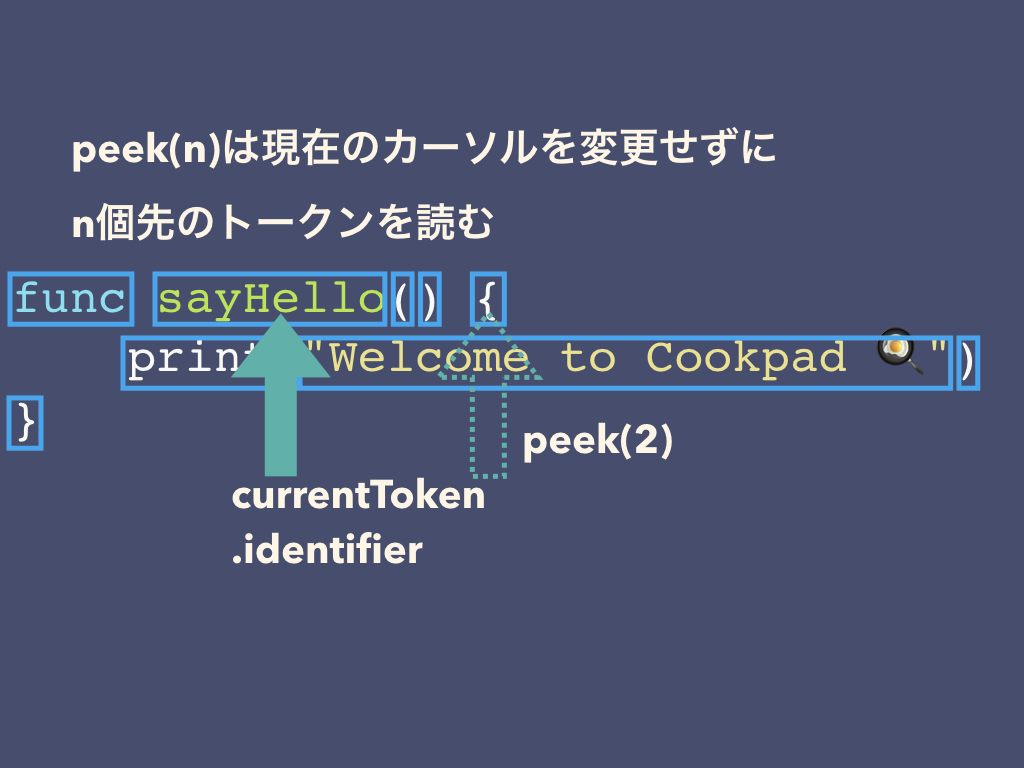 peek(n)は現在のカーソルを変更せずに
n個先のトークンを読む
func sayHello() {
print "Welcome to Cookpad 🍳")
}
peek(2)
currentToken
.identifier